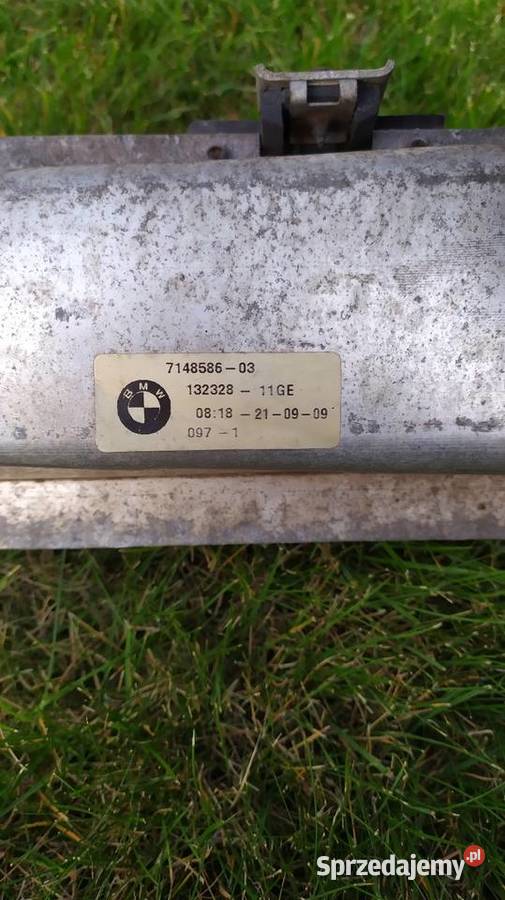 7148586-03
BMW
132328 - 11GE
08:18 - 21-09-09
097 - 1
Sprzedajemy.pl